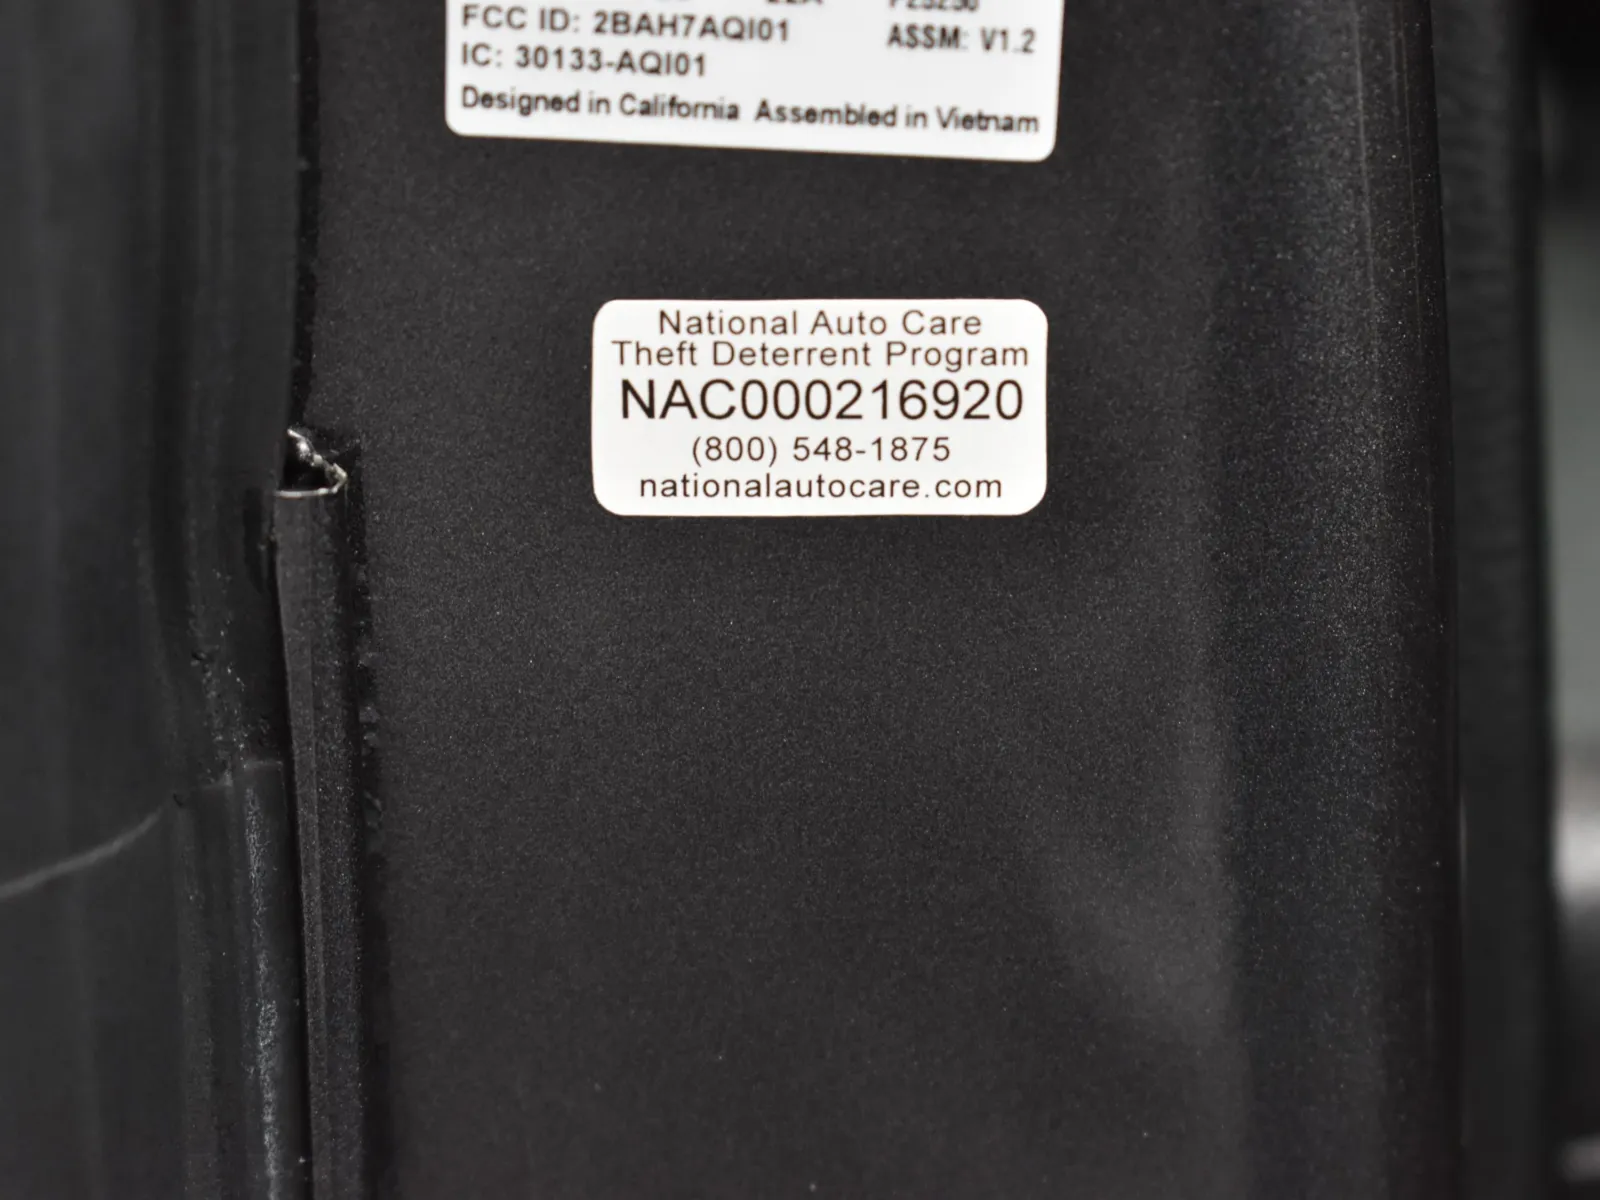 FCC ID: 2BAH7AQI01
ASSM: V1.2
IC: 30133-AQI01
Designed in California Assembled in Vietnam
National Auto Care
Theft Deterrent Program
NAC000216920
(800) 548-1875
nationalautocare.com